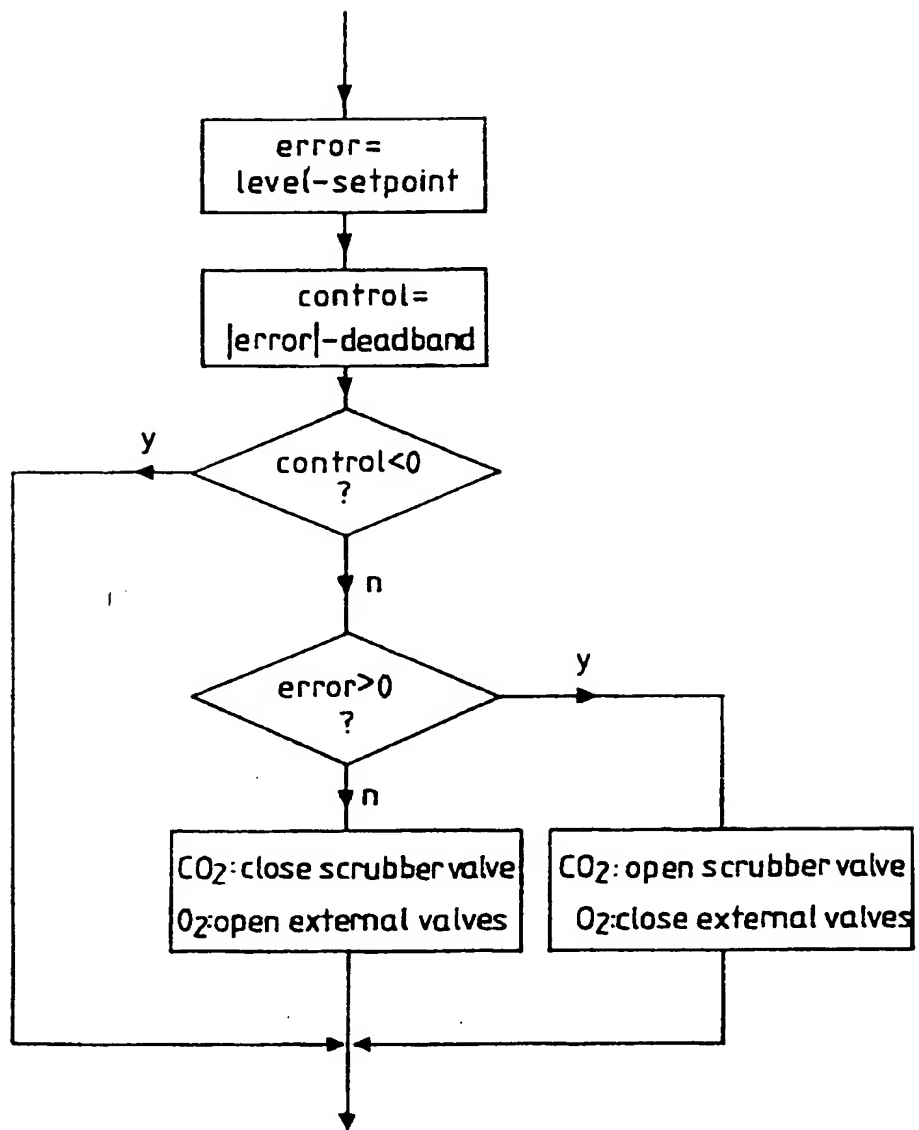 error=
level-setpoint
control=
|error|-deadband
y
control<0
?
n
y
error>0
?
n
CO2:close scrubber valve
O2:open external valves
CO2: open scrubber valve
O2:close external valves